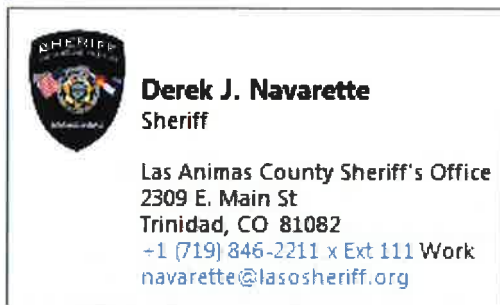 SHERIFF
Derek J. Navarette
Sheriff
Las Animas County Sheriff's Office
2309 E. Main St
Trinidad, CO 81082
+1 (719) 846-2211 x Ext 111 Work
navarette@lasosheriff.org